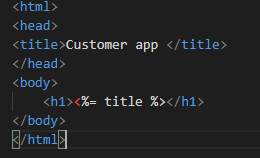 <html>
<head>
<title>Customer app </title>
</head>
<body>
    <h1><%= title %></h1>
</body>
</html>